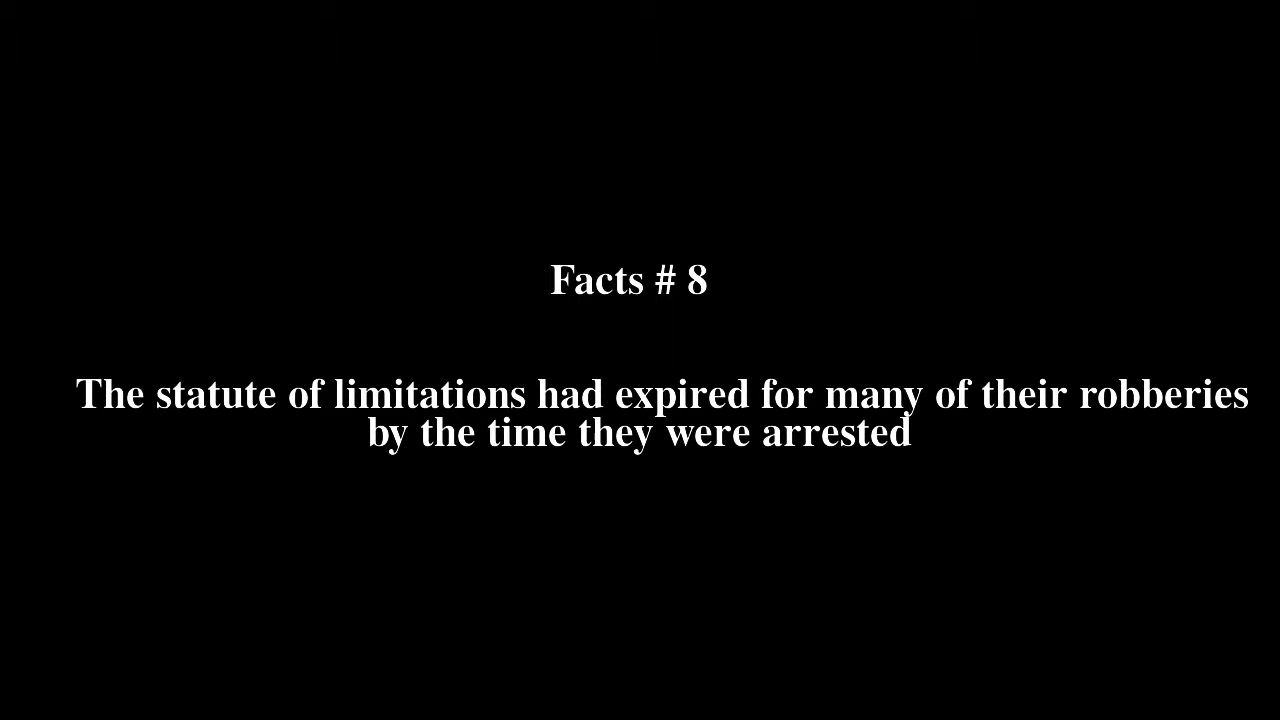 Facts # 8
The statute of limitations had expired for many of their robberies
by the time they were arrested